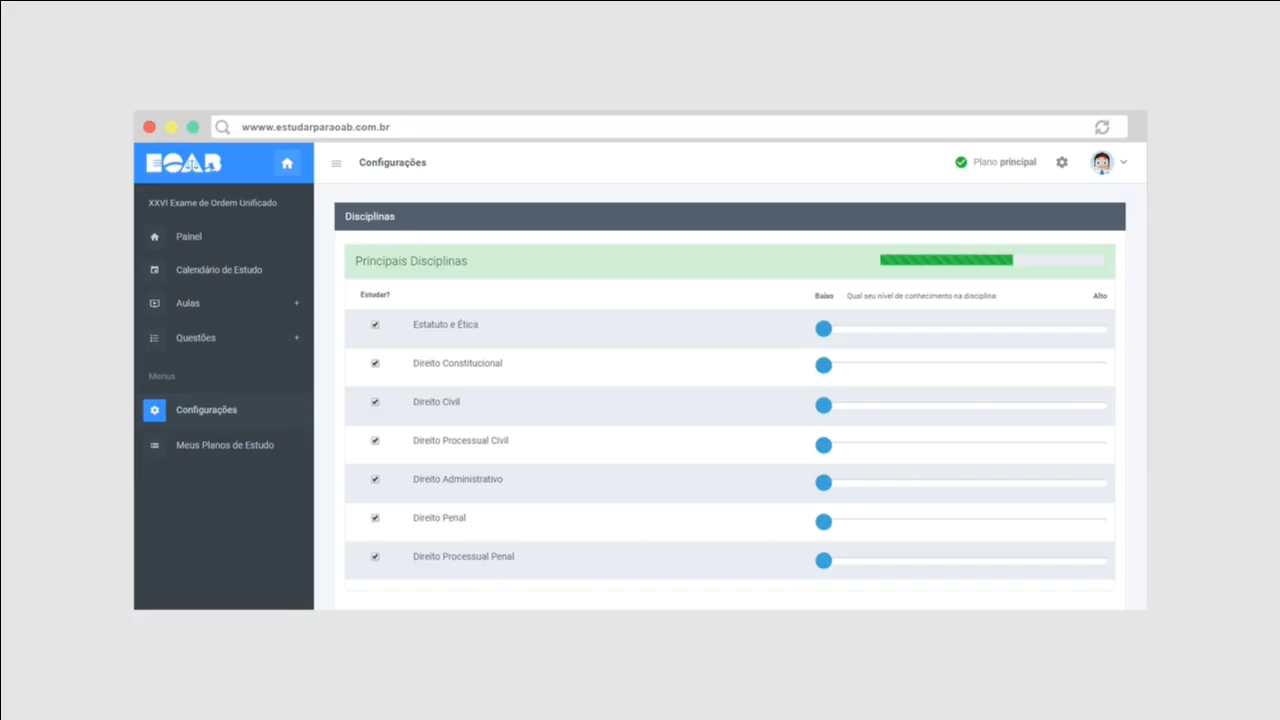 wwww.estudarparaoab.com.br
EOAB
Configurações
Plano principal
XXVI Exame de Ordem Unificado
Painel
Calendário de Estudo
Aulas +
Questões +
Menus
Configurações
Meus Planos de Estudo
Disciplinas
Principais Disciplinas
Estudar? Baixo Qual seu nível de conhecimento na disciplina: Alto
Estatuto e Ética
Direito Constitucional
Direito Civil
Direito Processual Civil
Direito Administrativo
Direito Penal
Direito Processual Penal